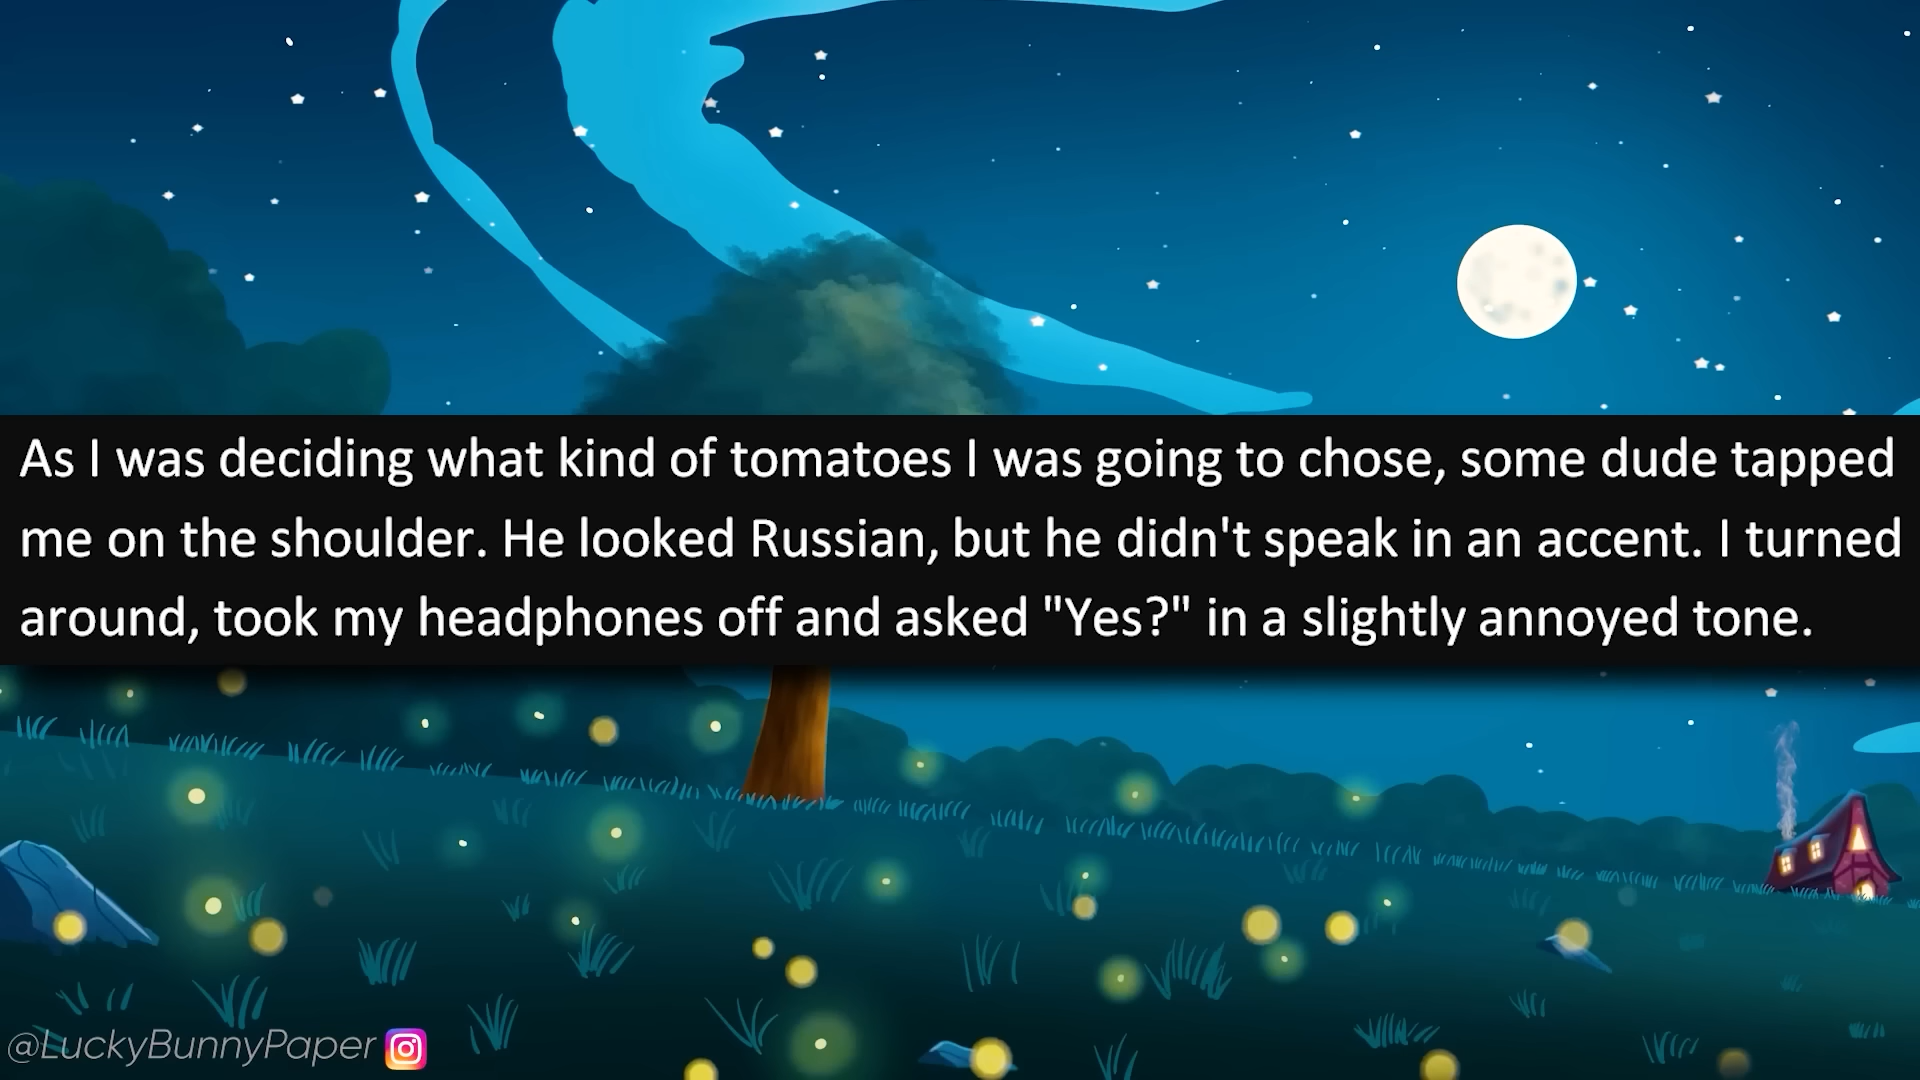 As I was deciding what kind of tomatoes I was going to chose, some dude tapped
me on the shoulder. He looked Russian, but he didn't speak in an accent. I turned
around, took my headphones off and asked "Yes?" in a slightly annoyed tone.
@LuckyBunnyPaper